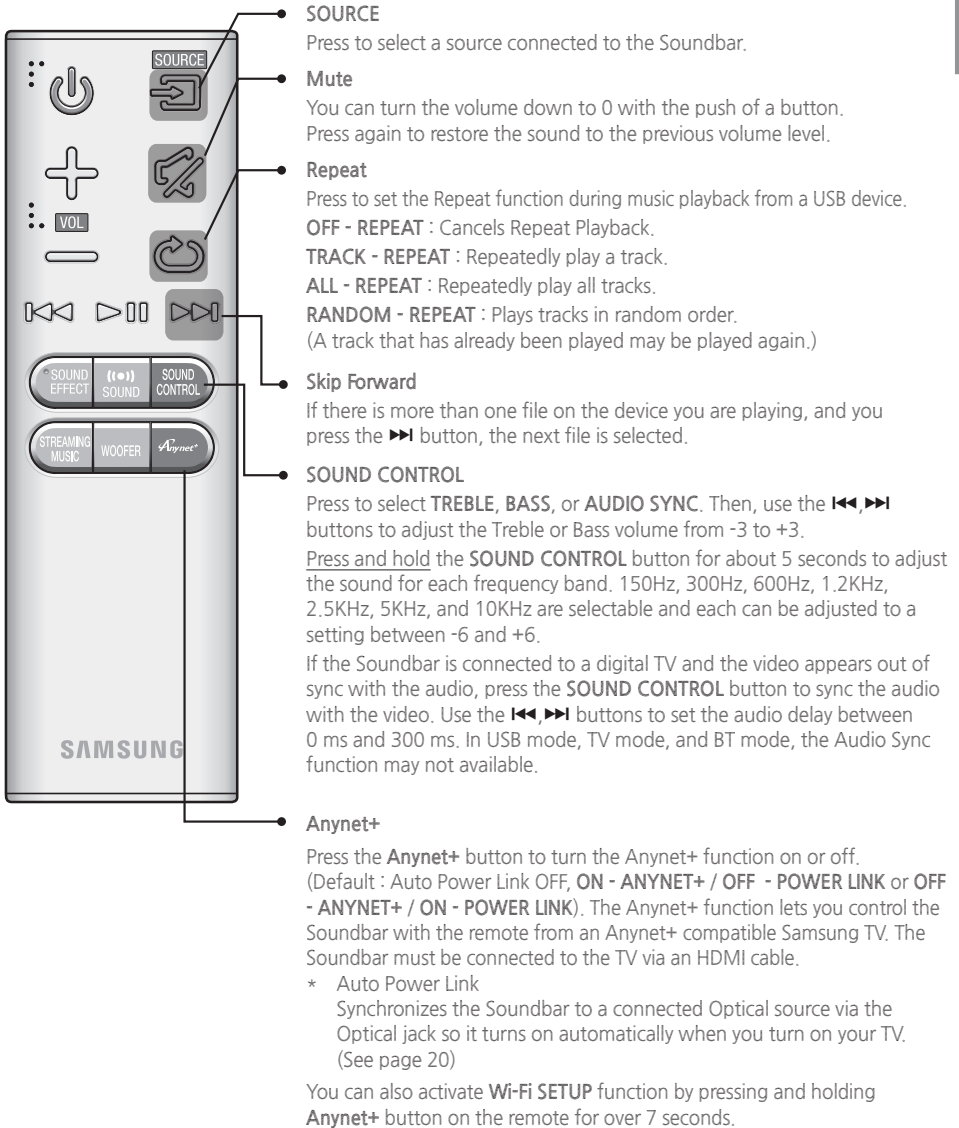 SOURCE
VOL
SOUND EFFECT
SOUND
SOUND CONTROL
STREAMING MUSIC
WOOFER
Anynet+
SAMSUNG
SOURCE
Press to select a source connected to the Soundbar.
Mute
You can turn the volume down to 0 with the push of a button.
Press again to restore the sound to the previous volume level.
Repeat
Press to set the Repeat function during music playback from a USB device.
OFF - REPEAT : Cancels Repeat Playback.
TRACK - REPEAT : Repeatedly play a track.
ALL - REPEAT : Repeatedly play all tracks.
RANDOM - REPEAT : Plays tracks in random order.
(A track that has already been played may be played again.)
Skip Forward
If there is more than one file on the device you are playing, and you
press the ⏭ button, the next file is selected.
SOUND CONTROL
Press to select TREBLE, BASS, or AUDIO SYNC. Then, use the ⏮,⏭
buttons to adjust the Treble or Bass volume from -3 to +3.
Press and hold the SOUND CONTROL button for about 5 seconds to adjust
the sound for each frequency band. 150Hz, 300Hz, 600Hz, 1.2KHz,
2.5KHz, 5KHz, and 10KHz are selectable and each can be adjusted to a
setting between -6 and +6.
If the Soundbar is connected to a digital TV and the video appears out of
sync with the audio, press the SOUND CONTROL button to sync the audio
with the video. Use the ⏮,⏭ buttons to set the audio delay between
0 ms and 300 ms. In USB mode, TV mode, and BT mode, the Audio Sync
function may not available.
Anynet+
Press the Anynet+ button to turn the Anynet+ function on or off.
(Default : Auto Power Link OFF, ON - ANYNET+ / OFF - POWER LINK or OFF
- ANYNET+ / ON - POWER LINK). The Anynet+ function lets you control the
Soundbar with the remote from an Anynet+ compatible Samsung TV. The
Soundbar must be connected to the TV via an HDMI cable.
* Auto Power Link
Synchronizes the Soundbar to a connected Optical source via the
Optical jack so it turns on automatically when you turn on your TV.
(See page 20)
You can also activate Wi-Fi SETUP function by pressing and holding
Anynet+ button on the remote for over 7 seconds.